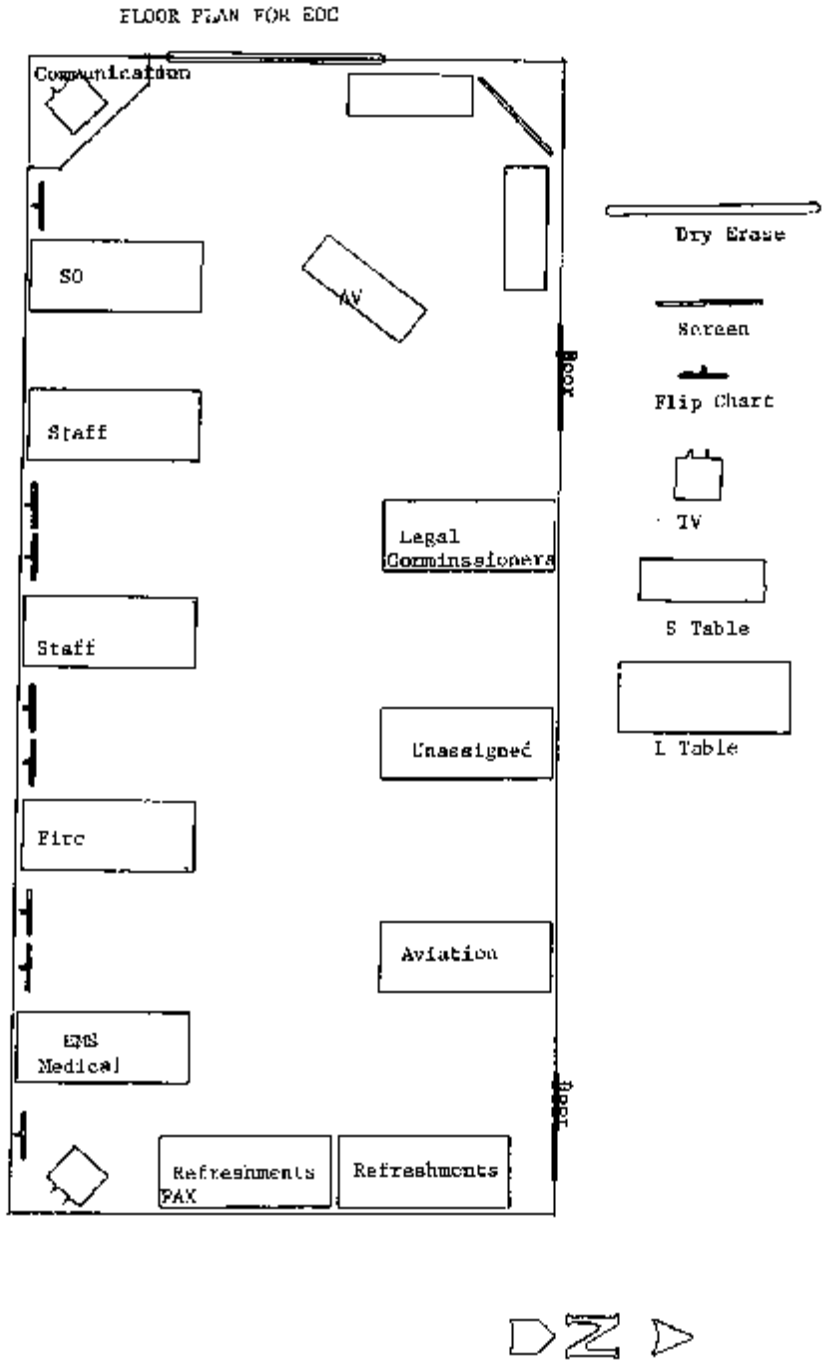 FLOOR PLAN FOR EOC
Communication
SO
AV
Door
Staff
Legal
Comminssioners
Staff
Unassigned
Fire
Aviation
EMS
Medical
Door
Refreshments
FAX
Refreshments
Dry Erase
Screen
Flip Chart
TV
S Table
L Table
N